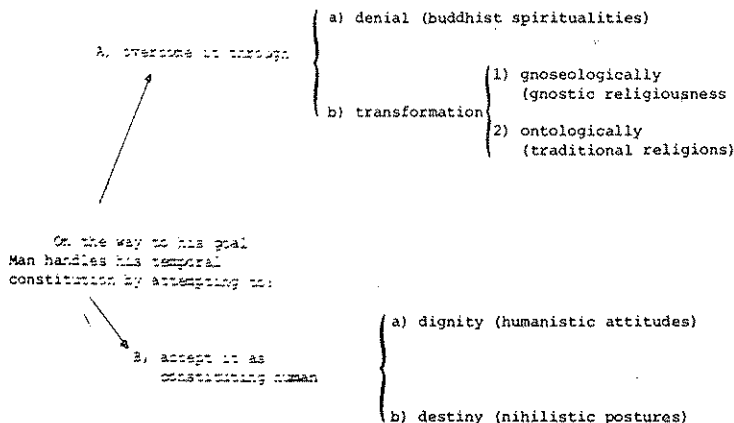 a) denial (buddhist spiritualities)
A, overcome it through
1) gnoseologically
(gnostic religiousness
b) transformation
2) ontologically
(traditional religions)
On the way to his goal
Man handles his temporal
constitution by attempting to:
a) dignity (humanistic attitudes)
B, accept it as
constituting human
b) destiny (nihilistic postures)